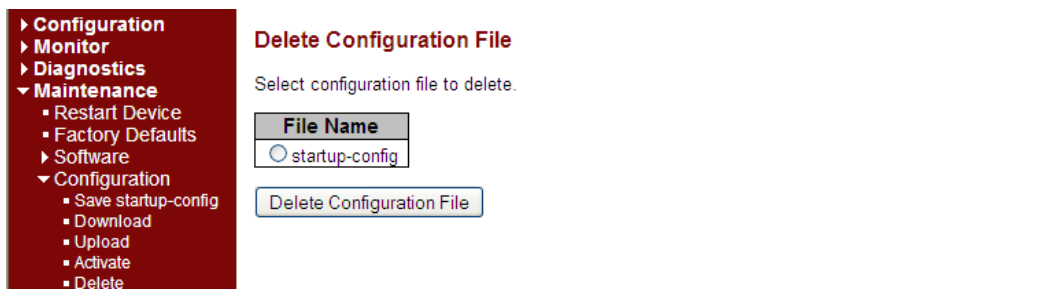 Configuration
Monitor
Diagnostics
Maintenance
Restart Device
Factory Defaults
Software
Configuration
Save startup-config
Download
Upload
Activate
Delete
Delete Configuration File
Select configuration file to delete.
File Name
startup-config
Delete Configuration File